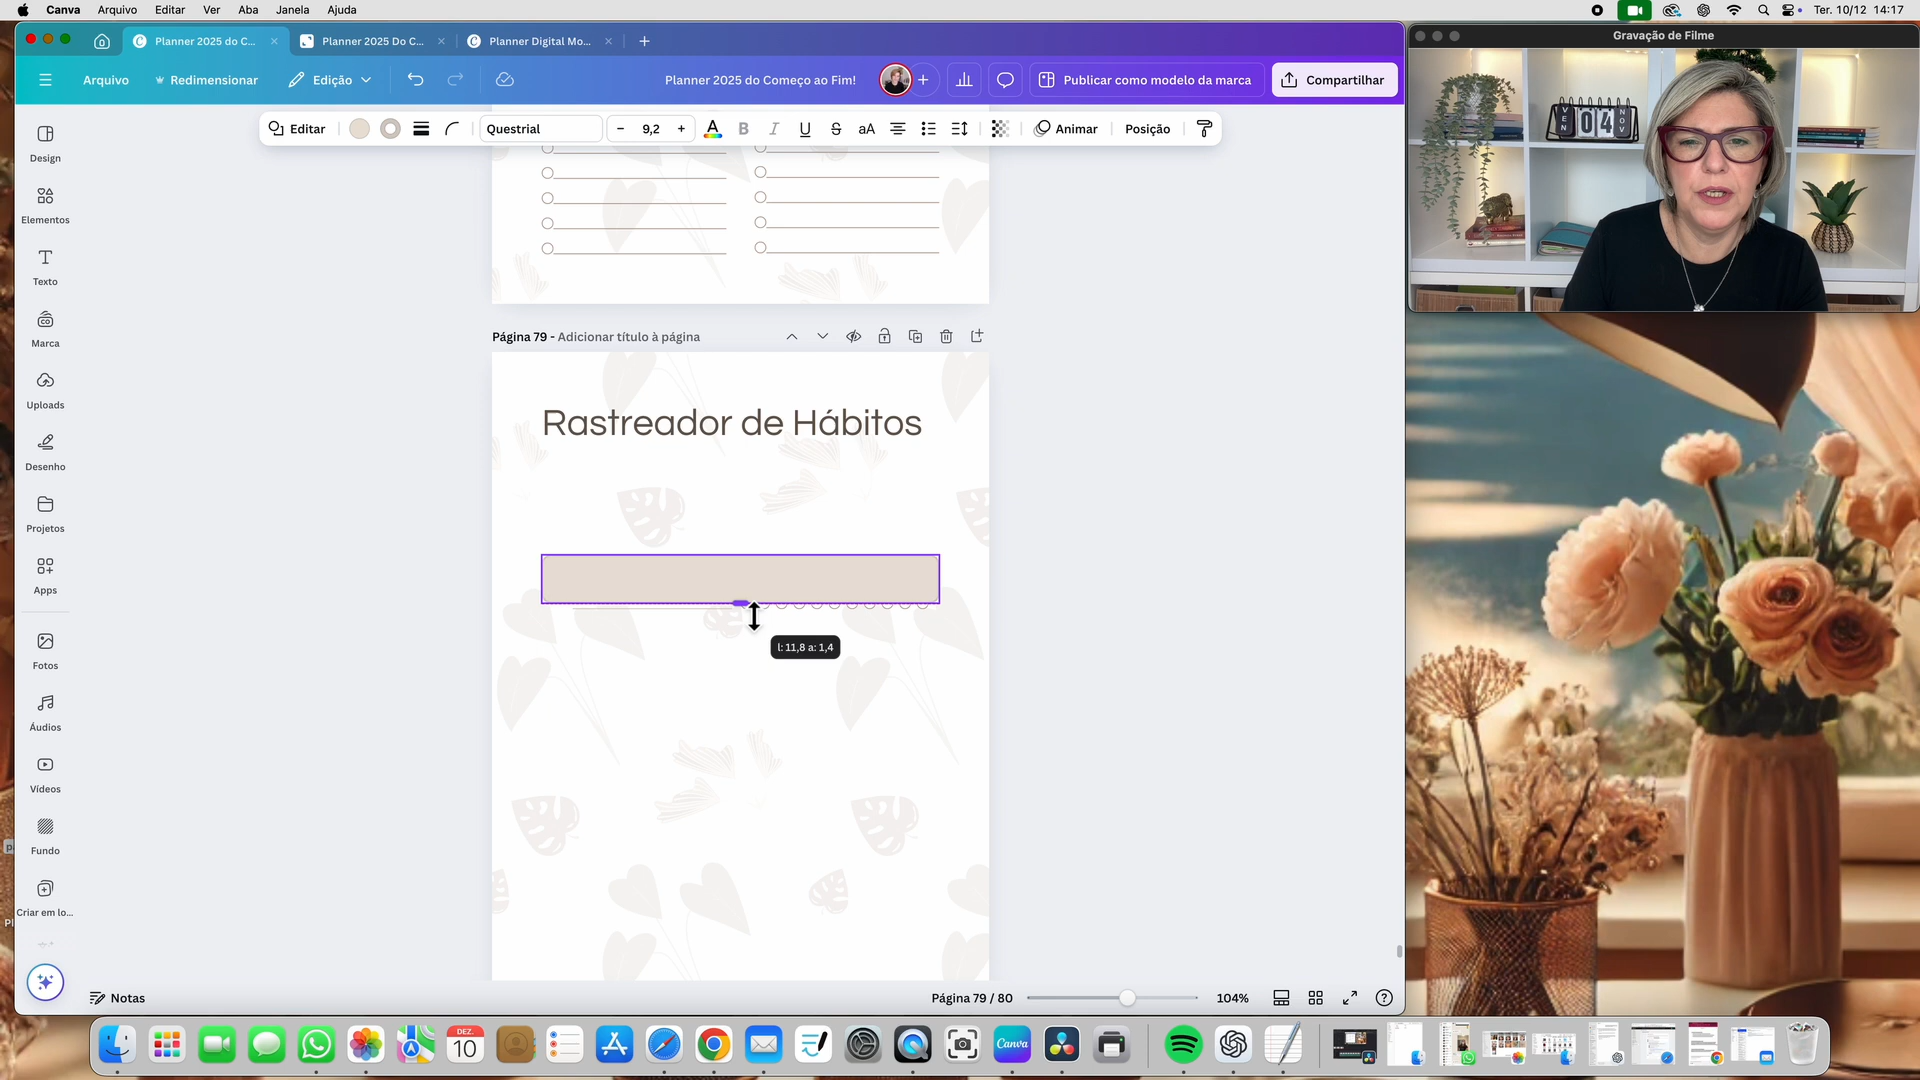 Canva Arquivo Editar Ver Aba Janela Ajuda
Ter. 10/12 14:17
Planner 2025 do C...
Planner 2025 Do C...
Planner Digital Mo...
Arquivo
Redimensionar
Edição
Planner 2025 do Começo ao Fim!
Publicar como modelo da marca
Compartilhar
Gravação de Filme
Editar
Questrial
– 9,2 +
B
I
U
S
aA
Animar
Posição
Design
Elementos
Texto
Marca
Uploads
Desenho
Projetos
Apps
Fotos
Áudios
Vídeos
Fundo
Criar em lo...
Página 79 - Adicionar título à página
Rastreador de Hábitos
l: 11,8 a: 1,4
VEN
04
NOV
Notas
Página 79 / 80
104%
DEZ.
10
Canva